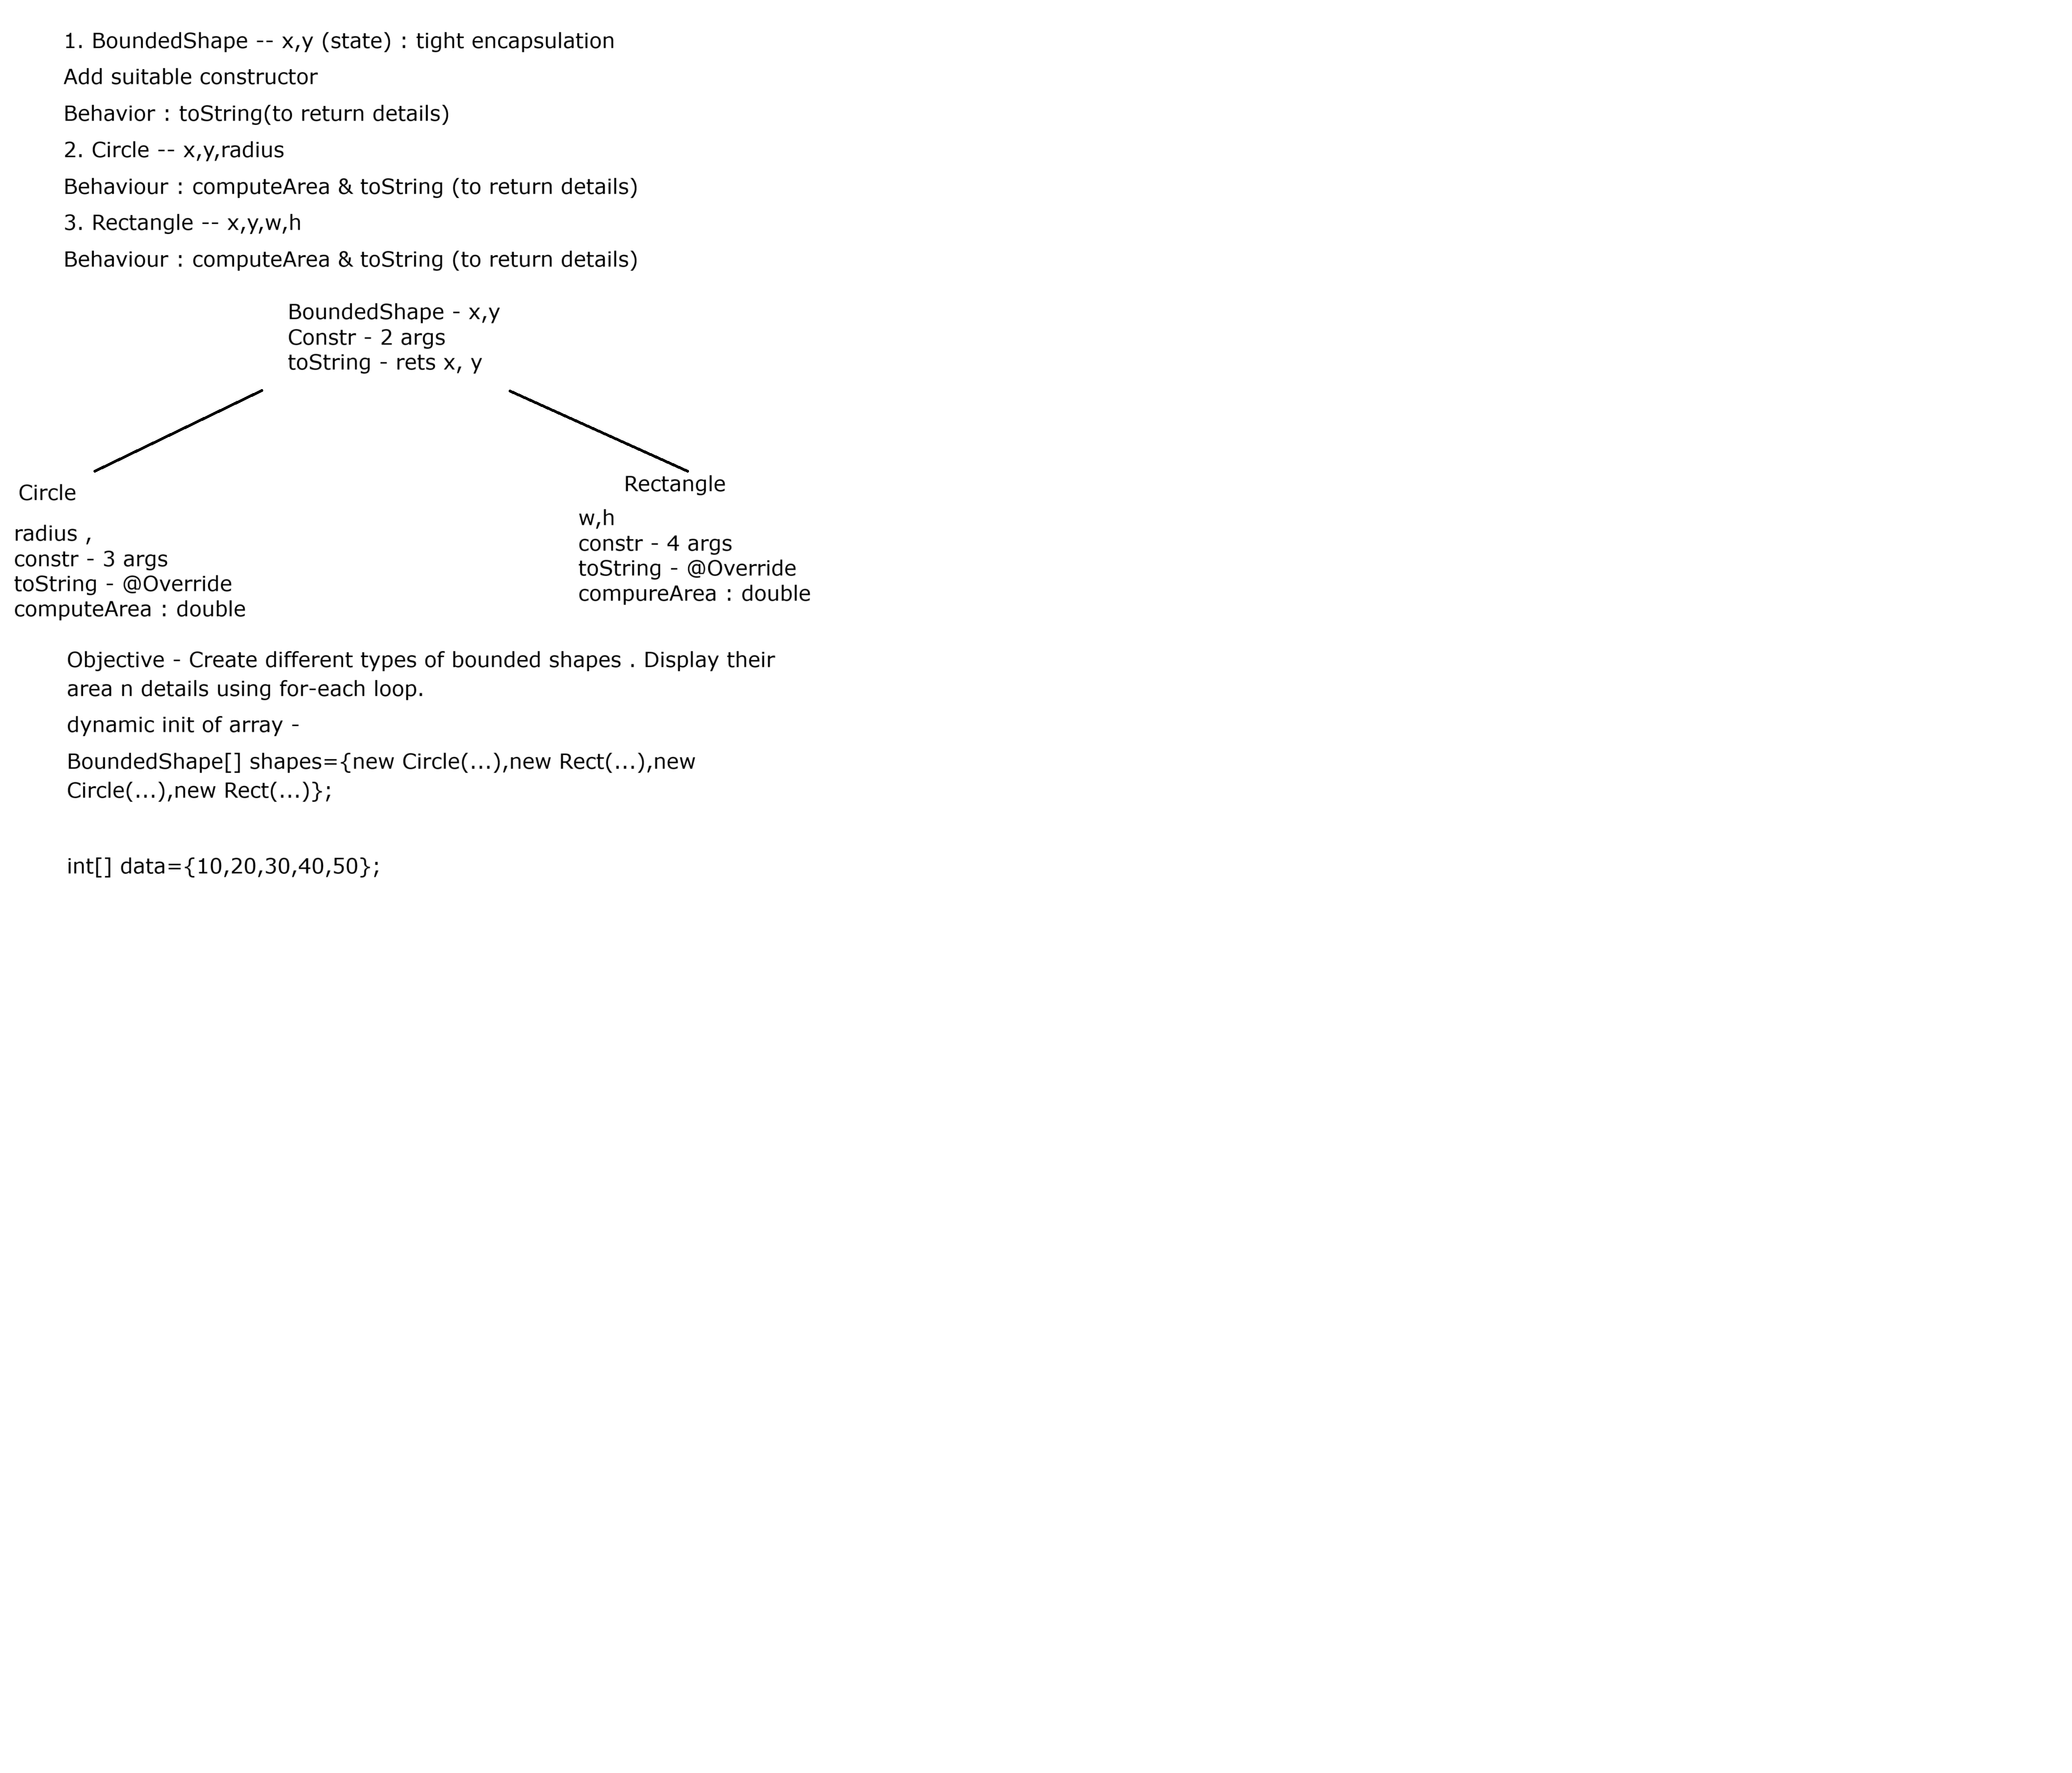 1. BoundedShape -- x,y (state) : tight encapsulation
Add suitable constructor
Behavior : toString(to return details)
2. Circle -- x,y,radius
Behaviour : computeArea & toString (to return details)
3. Rectangle -- x,y,w,h
Behaviour : computeArea & toString (to return details)
BoundedShape - x,y
Constr - 2 args
toString - rets x, y
Circle
radius ,
constr - 3 args
toString - @Override
computeArea : double
Rectangle
w,h
constr - 4 args
toString - @Override
compureArea : double
Objective - Create different types of bounded shapes . Display their
area n details using for-each loop.
dynamic init of array -
BoundedShape[] shapes={new Circle(...),new Rect(...),new
Circle(...),new Rect(...)};
int[] data={10,20,30,40,50};